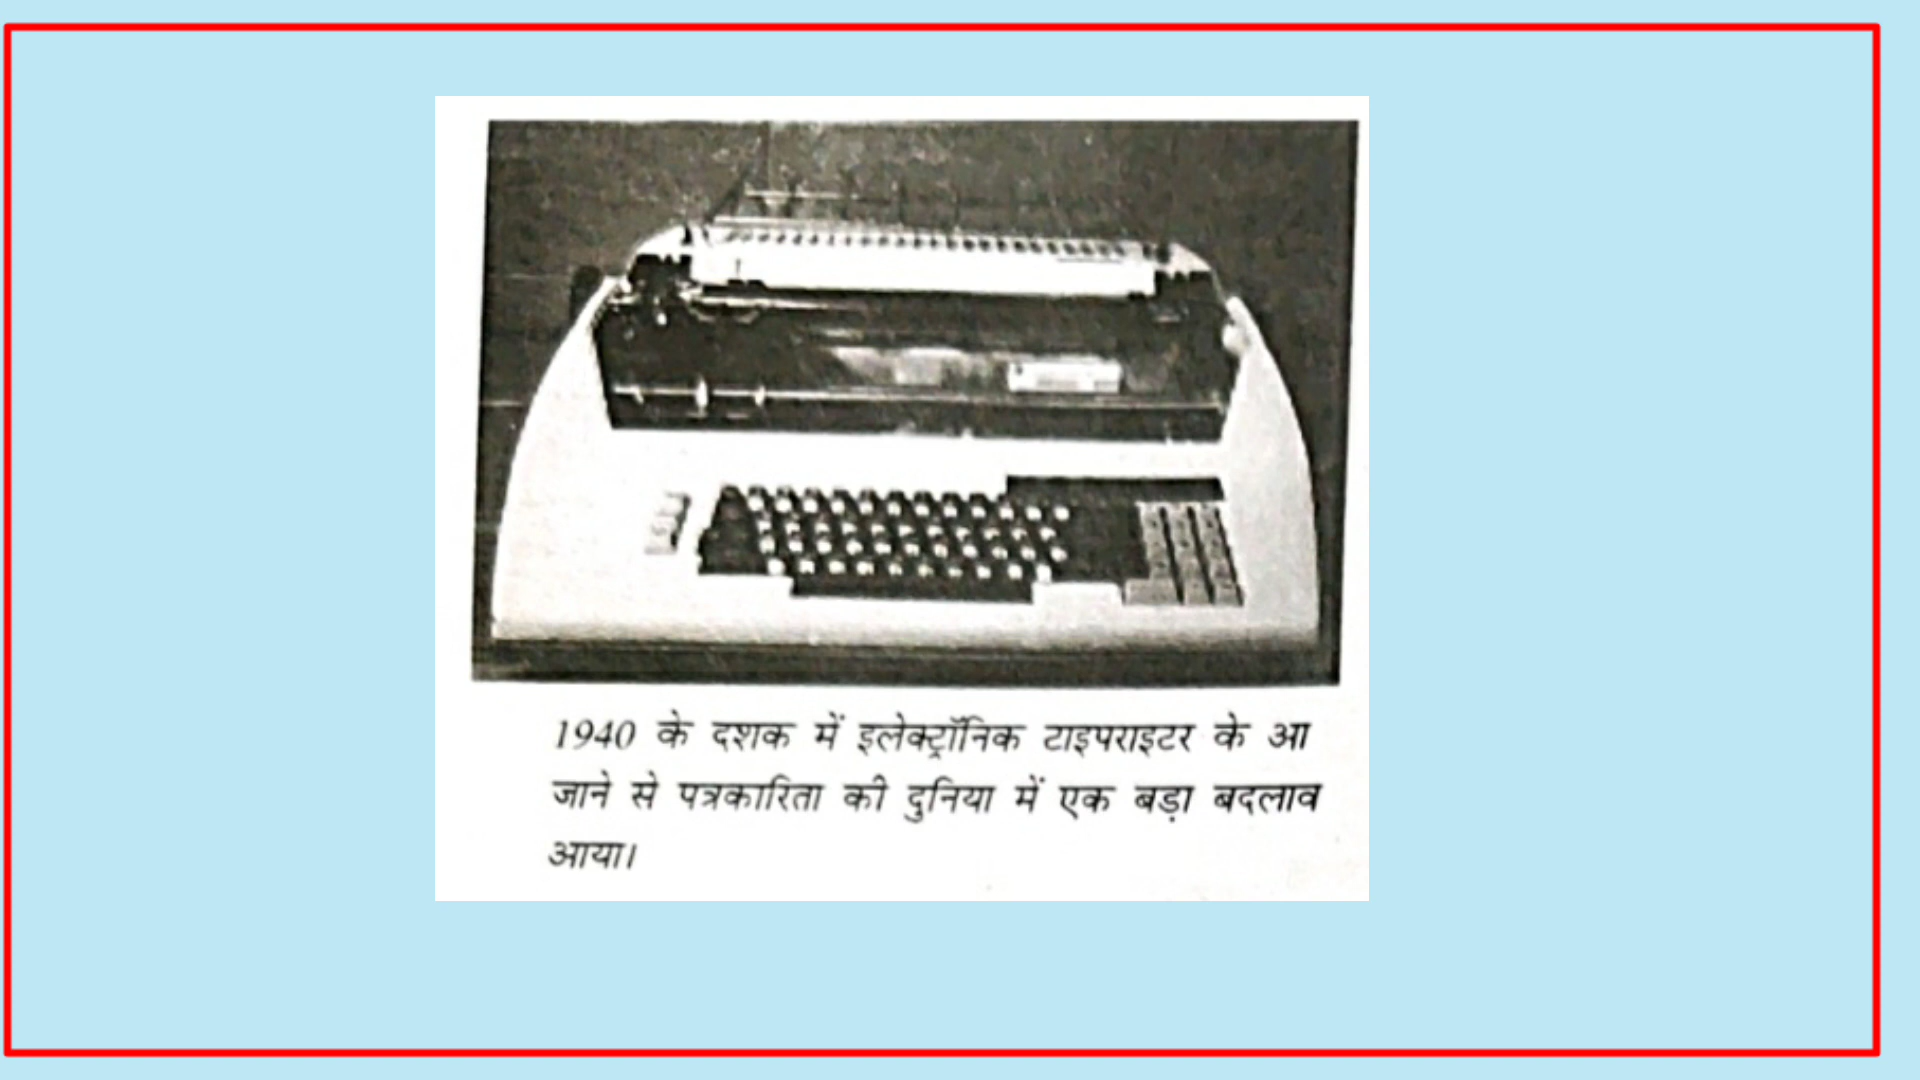 1940 के दशक में इलेक्ट्रॉनिक टाइपराइटर के आ
जाने से पत्रकारिता की दुनिया में एक बड़ा बदलाव
आया।